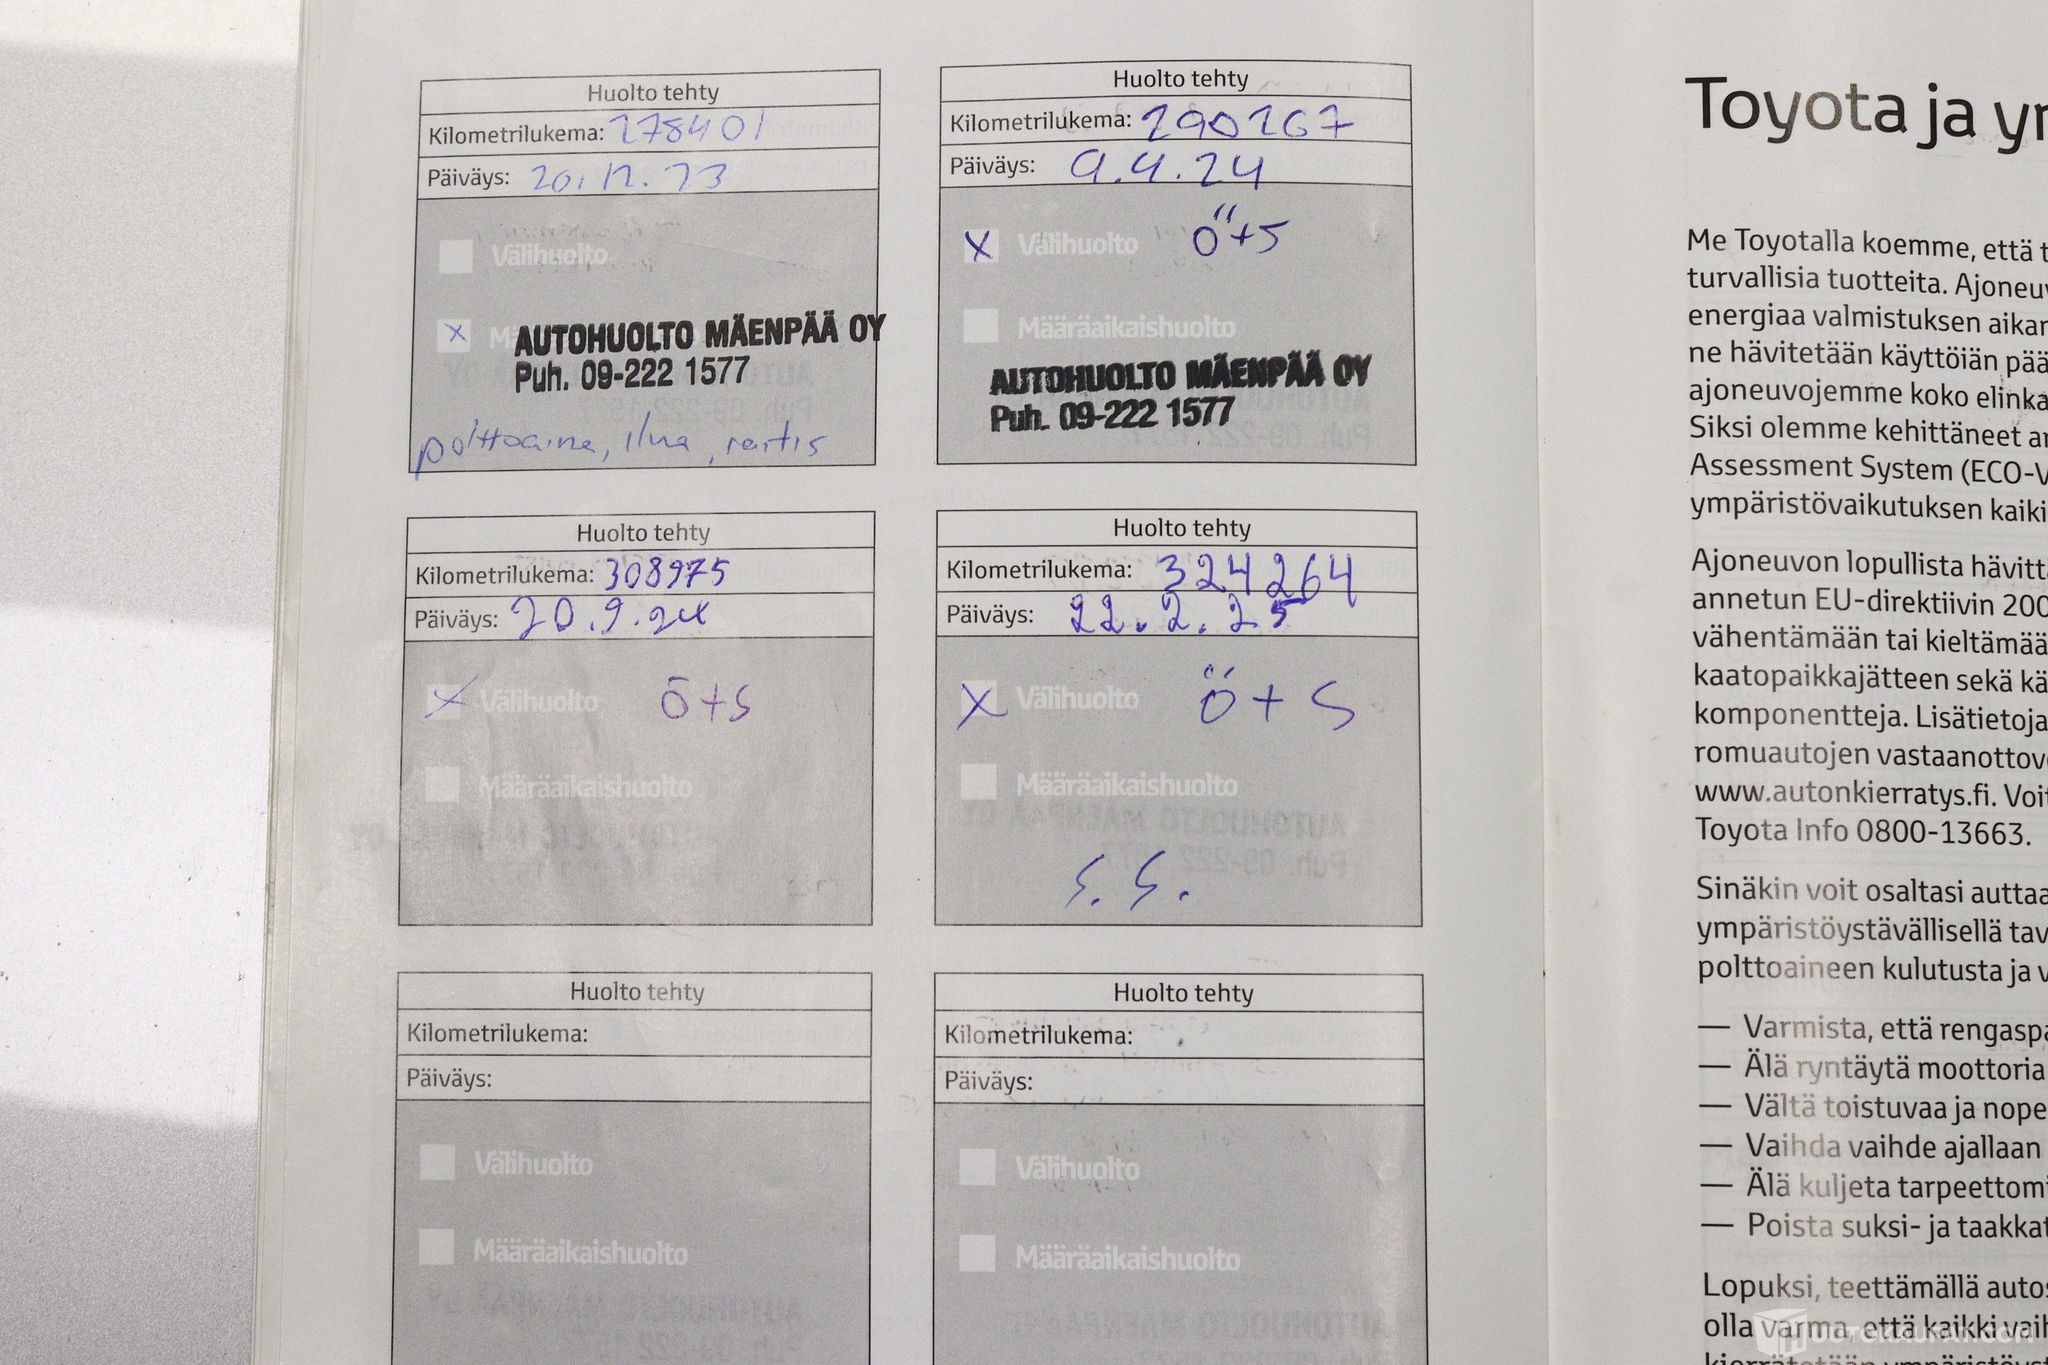 Huolto tehty
Kilometrilukema: 278401
Päiväys: 20.12.23
Välihuolto
x
AUTOHUOLTO MÄENPÄÄ OY
Puh. 09-222 1577
polttoaine, ilma, raitis
Huolto tehty
Kilometrilukema: 290267
Päiväys: 9.4.24
x Välihuolto ö+s
Määräaikaishuolto
AUTOHUOLTO MÄENPÄÄ OY
Puh. 09-222 1577
Huolto tehty
Kilometrilukema: 308975
Päiväys: 20.9.24
x Välihuolto ö+s
Määräaikaishuolto
Huolto tehty
Kilometrilukema: 324264
Päiväys: 22.2.25
x Välihuolto ö+s
Määräaikaishuolto
S.S.
Huolto tehty
Kilometrilukema:
Päiväys:
Välihuolto
Määräaikaishuolto
Huolto tehty
Kilometrilukema:
Päiväys:
Välihuolto
Määräaikaishuolto
Toyota ja
Me Toyotalla koemme, että
turvallisia tuotteita.
energiaa valmistuksen
ne hävitetään käyttöiän
ajoneuvojemme koko
Siksi olemme kehittäneet
Assessment System
ympäristövaikutuksen
Ajoneuvon lopullista
annetun EU-direktiivin
vähentämään tai
kaatopaikkajätteen sekä
komponentteja. Lisätietoja
romuautojen
www.autonkierratys.fi.
Toyota Info 0800-13663.
Sinäkin voit osaltasi
ympäristöystävällisellä
polttoaineen kulutusta ja
— Varmista, että
— Älä ryntäytä moottoria
— Vältä toistuvaa ja
— Vaihda vaihde ajallaan
— Älä kuljeta
— Poista suksi- ja
Lopuksi, teettämällä
olla varma, että kaikki